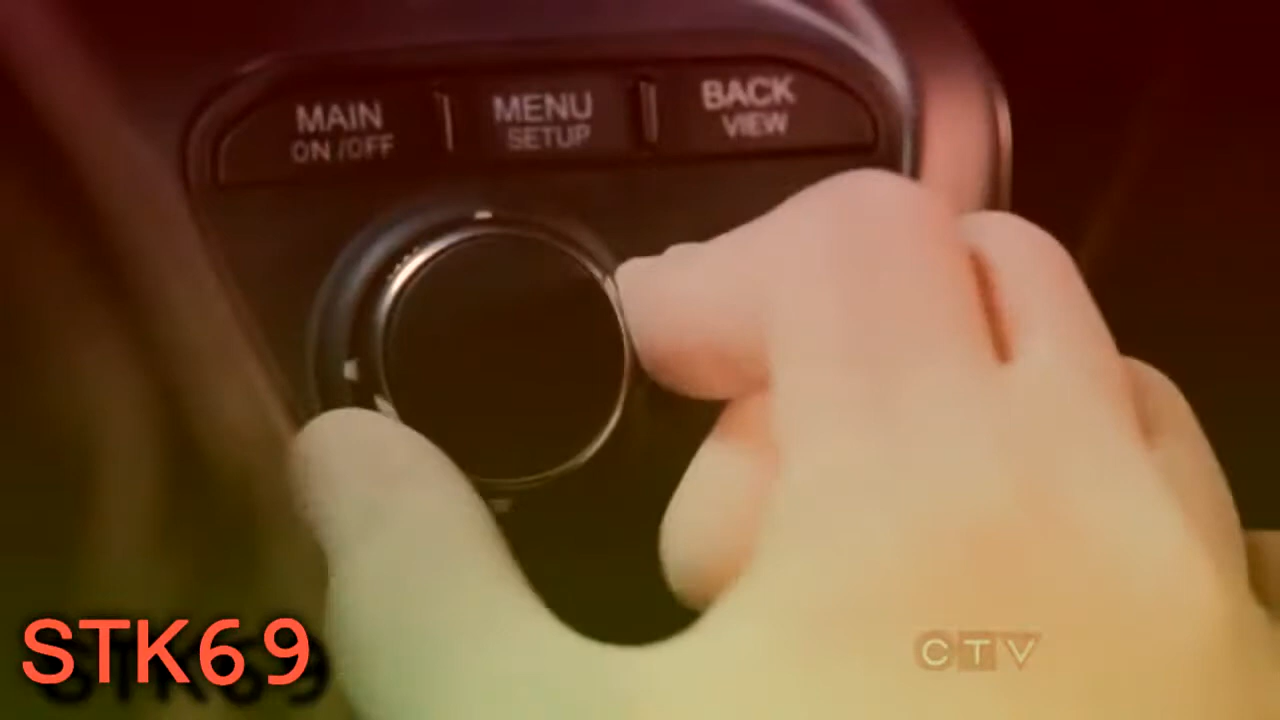 MAIN
ON/OFF
MENU
SETUP
BACK
VIEW
STK69
CTV